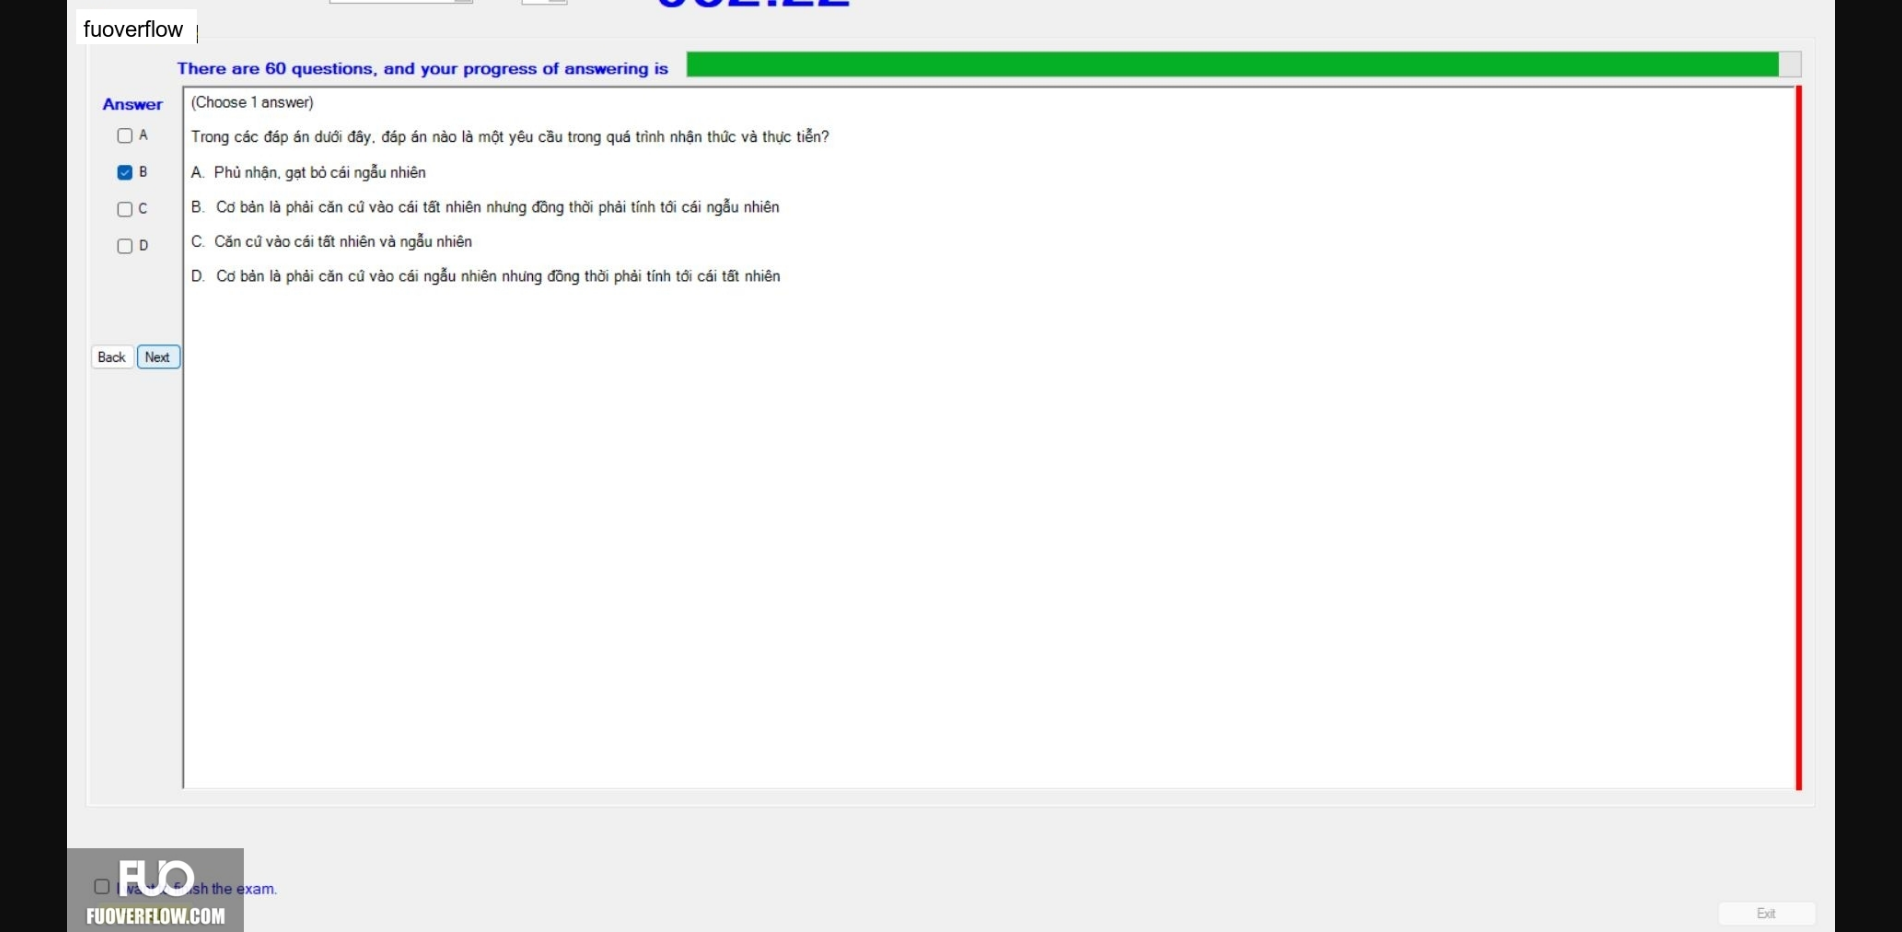 fuoverflow
There are 60 questions, and your progress of answering is
Answer
(Choose 1 answer)
A
Trong các đáp án dưới đây, đáp án nào là một yêu cầu trong quá trình nhận thức và thực tiễn?
B
A. Phủ nhận, gạt bỏ cái ngẫu nhiên
C
B. Cơ bản là phải căn cứ vào cái tất nhiên nhưng đồng thời phải tính tới cái ngẫu nhiên
D
C. Căn cứ vào cái tất nhiên và ngẫu nhiên
D. Cơ bản là phải căn cứ vào cái ngẫu nhiên nhưng đồng thời phải tính tới cái tất nhiên
Back Next
FUO
the exam.
FUOVERFLOW.COM
Exit